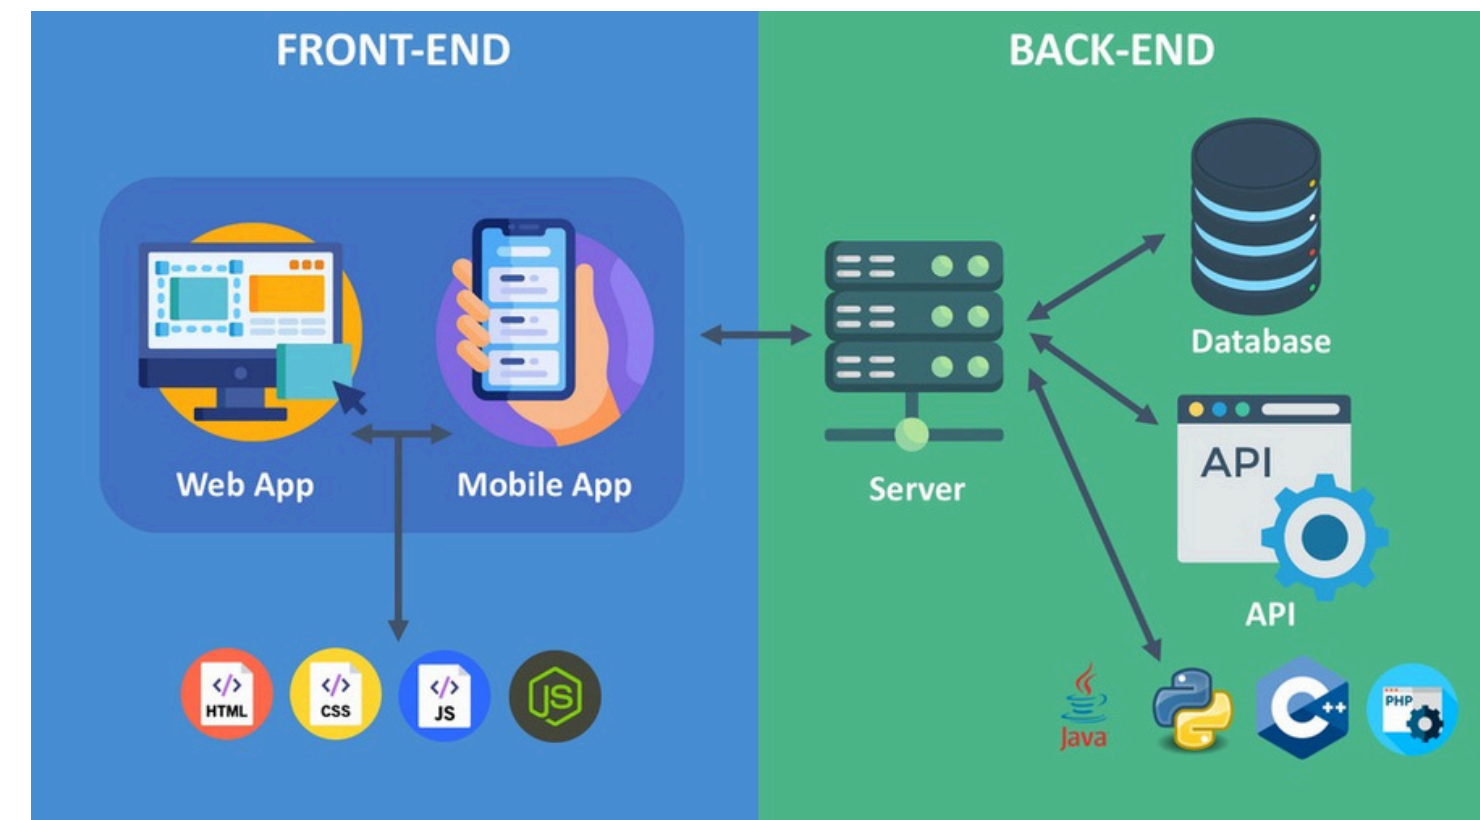 FRONT-END
Web App
Mobile App
</>
HTML
</>
CSS
</>
JS
JS
BACK-END
Server
Database
API
API
Java
C++
PHP